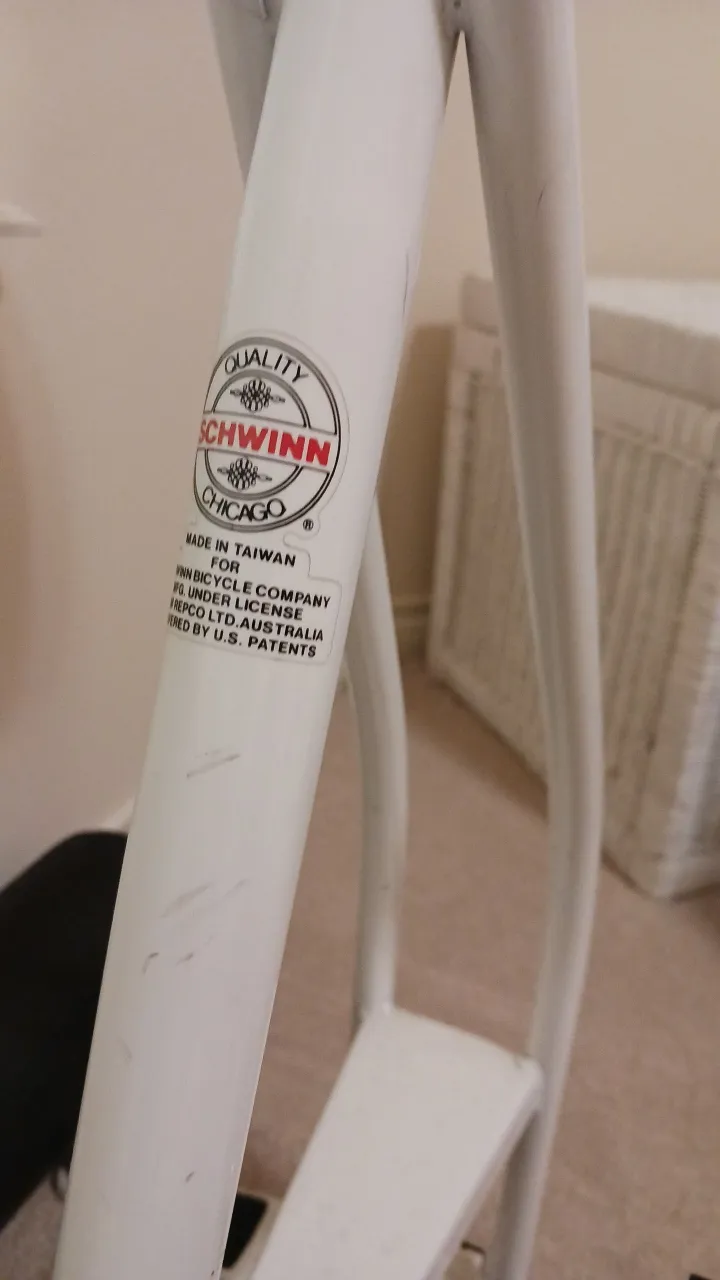 QUALITY
SCHWINN
CHICAGO
®
MADE IN TAIWAN
FOR
BICYCLE COMPANY
UNDER LICENSE
REPCO LTD. AUSTRALIA
BY U.S. PATENTS